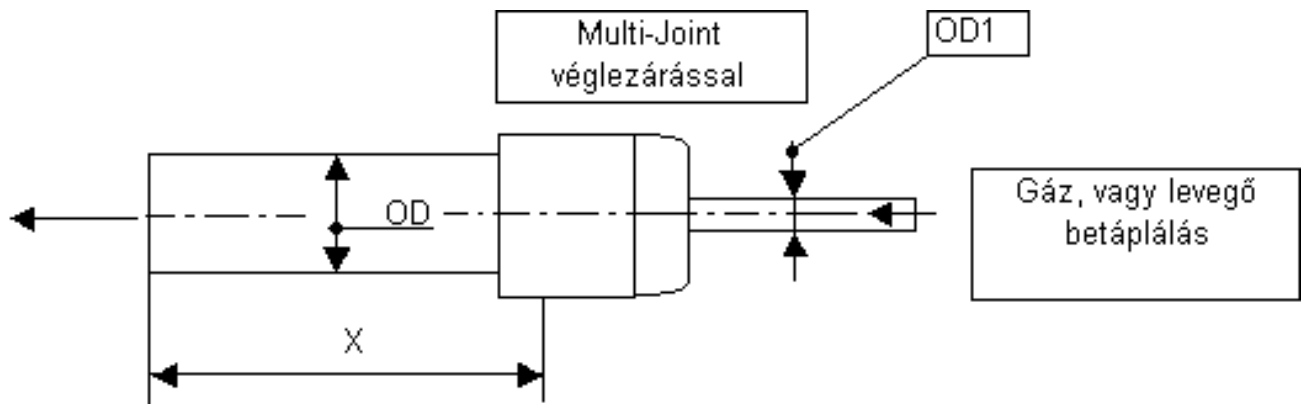 Multi-Joint
véglezárással
OD1
Gáz, vagy levegő
betáplálás
OD
X